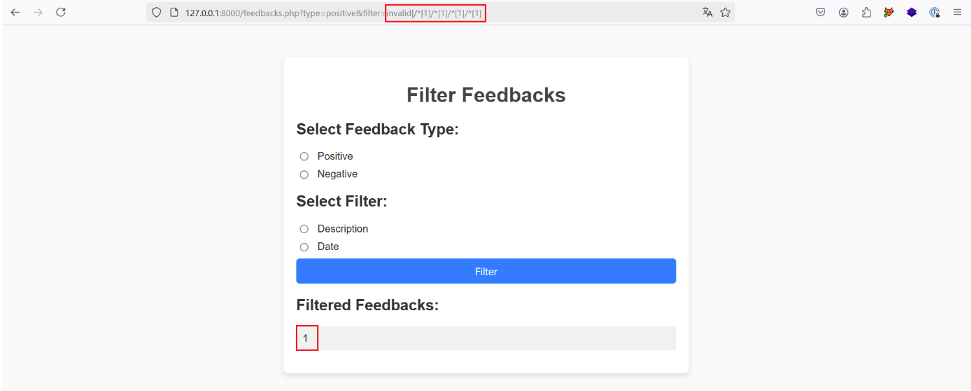 127.0.0.1:8000/feedbacks.php?type=positive&filter=invalid|/*[1]/*[1]/*[1]/*[1]
Filter Feedbacks
Select Feedback Type:
Positive
Negative
Select Filter:
Description
Date
Filter
Filtered Feedbacks:
1